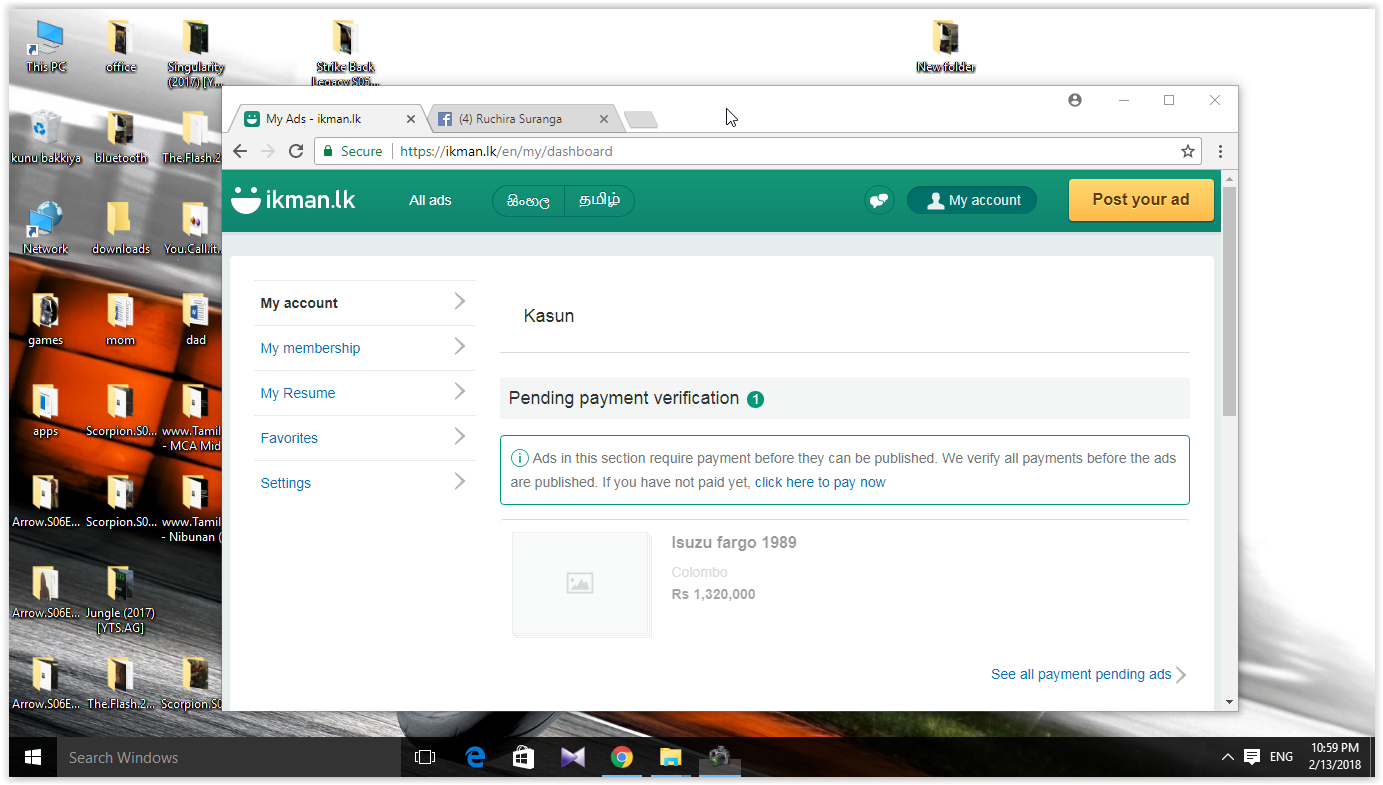 This PC
office
Singularity
(2017) [Y...
Strike Back
Legacy S05...
New folder
kunu bakkiya
bluetooth
The.Flash.2
Network
downloads
You.Call.it.
games
mom
dad
apps
Scorpion.S0...
www.Tamil
- MCA Mid
Arrow.S06E...
Scorpion.S0...
www.Tamil
- Nibunan (
Arrow.S06E...
Jungle (2017)
[YTS.AG]
Arrow.S06E...
The.Flash.2...
Scorpion.S0
My Ads - ikman.lk
(4) Ruchira Suranga
Secure
https://ikman.lk/en/my/dashboard
ikman.lk
All ads
සිංහල
தமிழ்
My account
Post your ad
My account
My membership
My Resume
Favorites
Settings
Kasun
Pending payment verification 1
Ads in this section require payment before they can be published. We verify all payments before the ads
are published. If you have not paid yet, click here to pay now
Isuzu fargo 1989
Colombo
Rs 1,320,000
See all payment pending ads
Search Windows
ENG
10:59 PM
2/13/2018